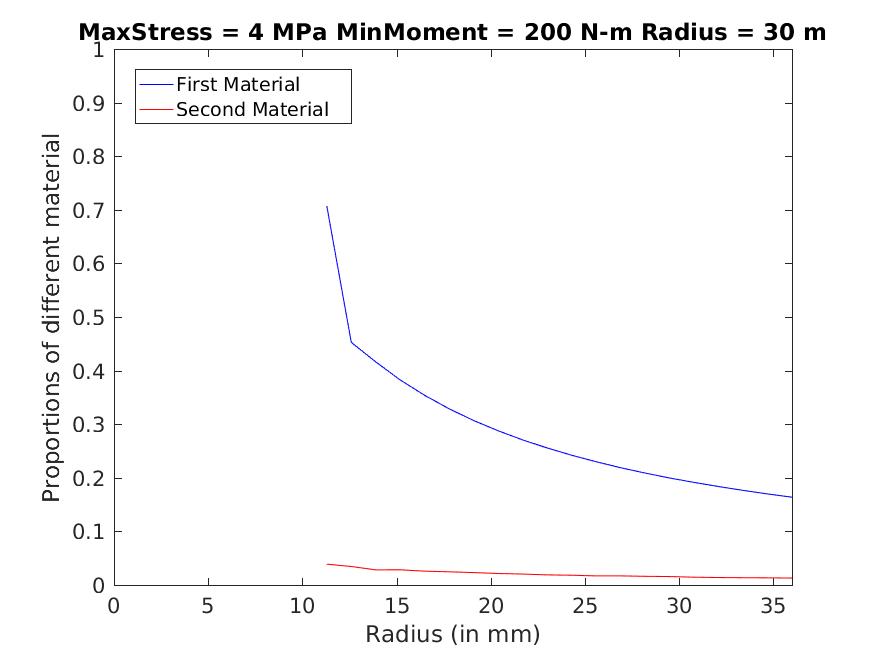 MaxStress = 4 MPa MinMoment = 200 N-m Radius = 30 m
First Material
Second Material
Proportions of different material
1
0.9
0.8
0.7
0.6
0.5
0.4
0.3
0.2
0.1
0
0 5 10 15 20 25 30 35
Radius (in mm)